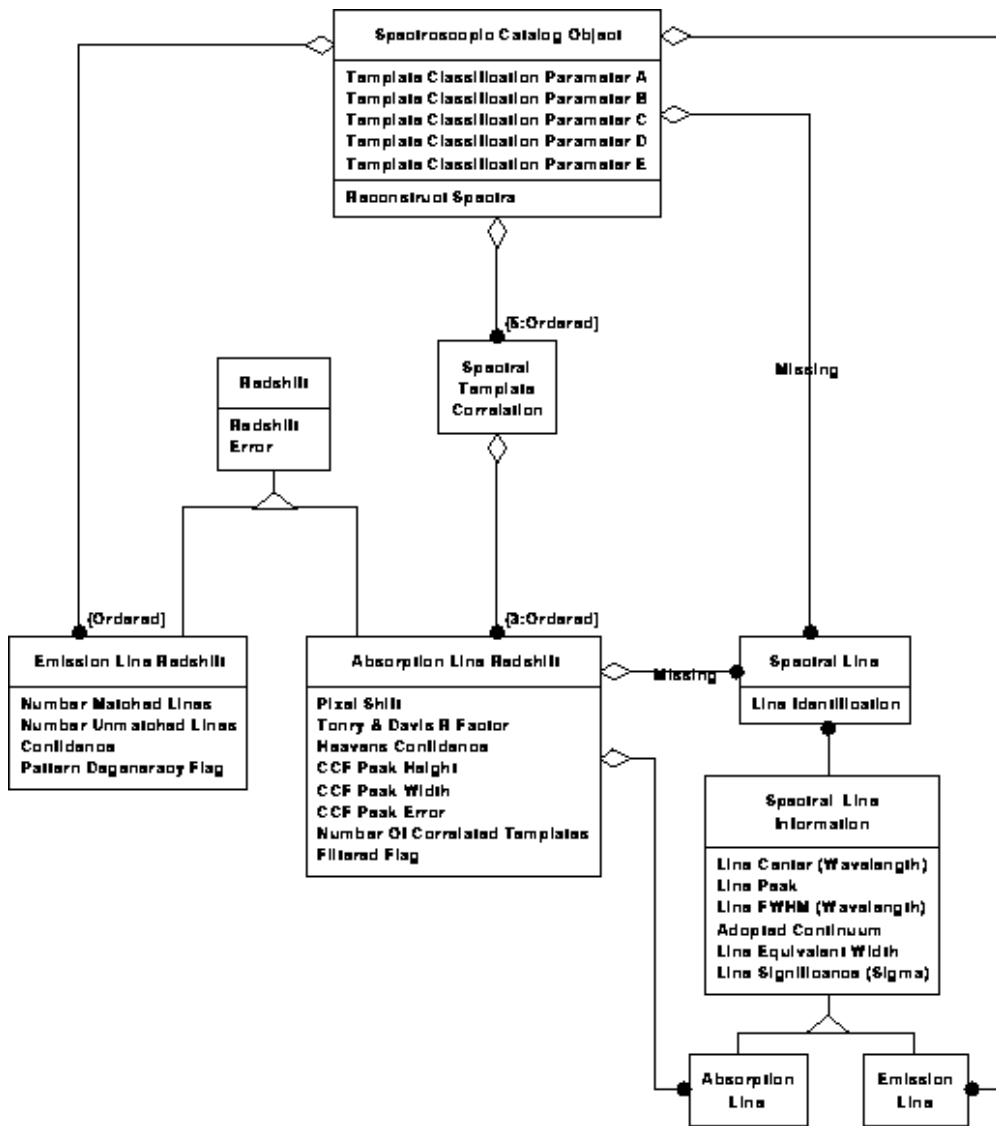 Spectroscopic Catalog Object
Template Classification Parameter A
Template Classification Parameter B
Template Classification Parameter C
Template Classification Parameter D
Template Classification Parameter E
Reconstruct Spectra
{5:Ordered]
Spectral
Template
Correlation
Missing
Redshift
Redshift
Error
{Ordered]
{3:Ordered]
Emission Line Redshift
Number Matched Lines
Number Unmatched Lines
Confidence
Pattern Degeneracy Flag
Absorption Line Redshift
Pixel Shift
Tonry & Davis R Factor
Heavens Confidence
CCF Peak Height
CCF Peak Width
CCF Peak Error
Number Of Correlated Templates
Filtered Flag
Missing
Spectral Line
Line Identification
Spectral Line
Information
Line Center (Wavelength)
Line Peak
Line FWHM (Wavelength)
Adopted Continuum
Line Equivalent Width
Line Significance (Sigma)
Absorption
Line
Emission
Line